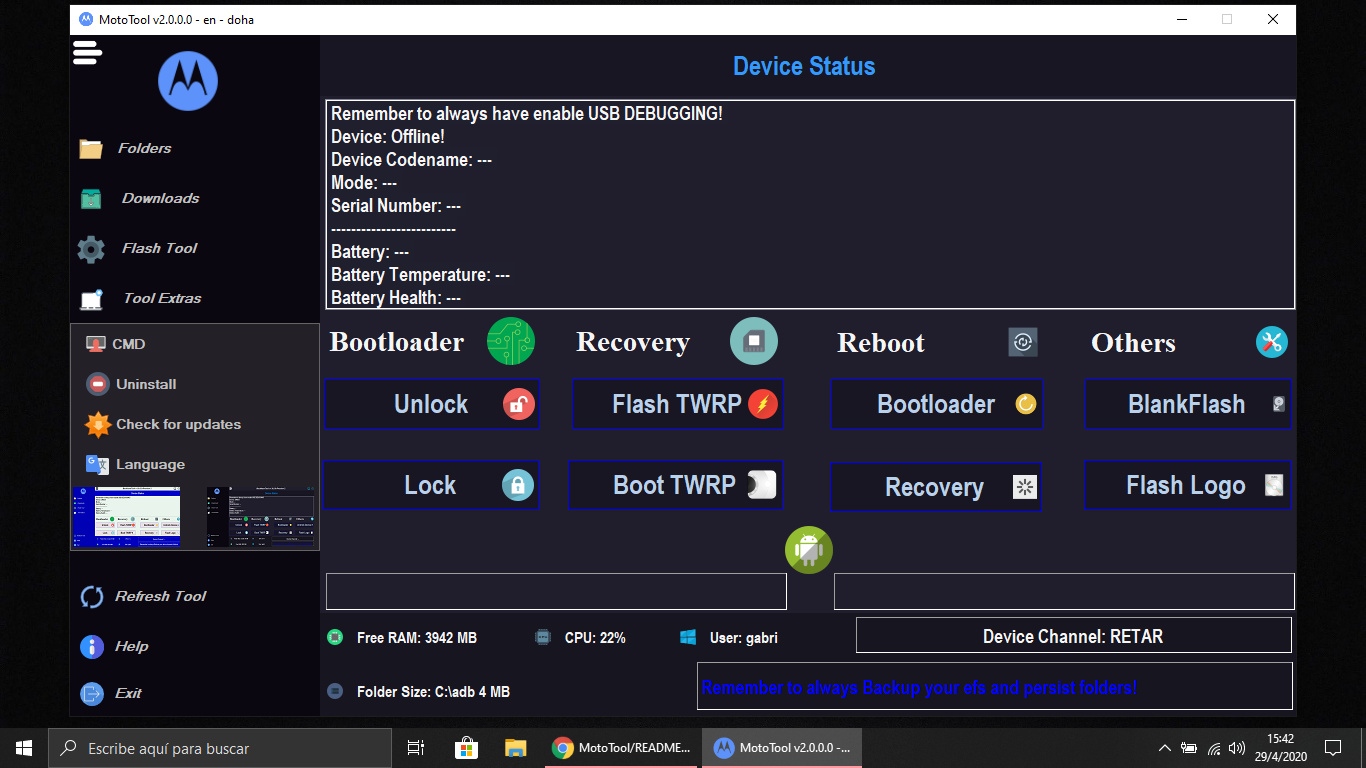 MotoTool v2.0.0.0 - en - doha
Device Status
Remember to always have enable USB DEBUGGING!
Device: Offline!
Device Codename: ---
Mode: ---
Serial Number: ---
-------------------------
Battery: ---
Battery Temperature: ---
Battery Health: ---
Folders
Downloads
Flash Tool
Tool Extras
CMD
Uninstall
Check for updates
Language
Refresh Tool
Help
Exit
Bootloader
Recovery
Reboot
Others
Unlock
Flash TWRP
Bootloader
BlankFlash
Lock
Boot TWRP
Recovery
Flash Logo
Free RAM: 3942 MB
CPU: 22%
User: gabri
Device Channel: RETAR
Folder Size: C:\adb 4 MB
Remember to always Backup your efs and persist folders!
Escribe aquí para buscar
MotoTool/README...
MotoTool v2.0.0.0 -...
15:42
29/4/2020